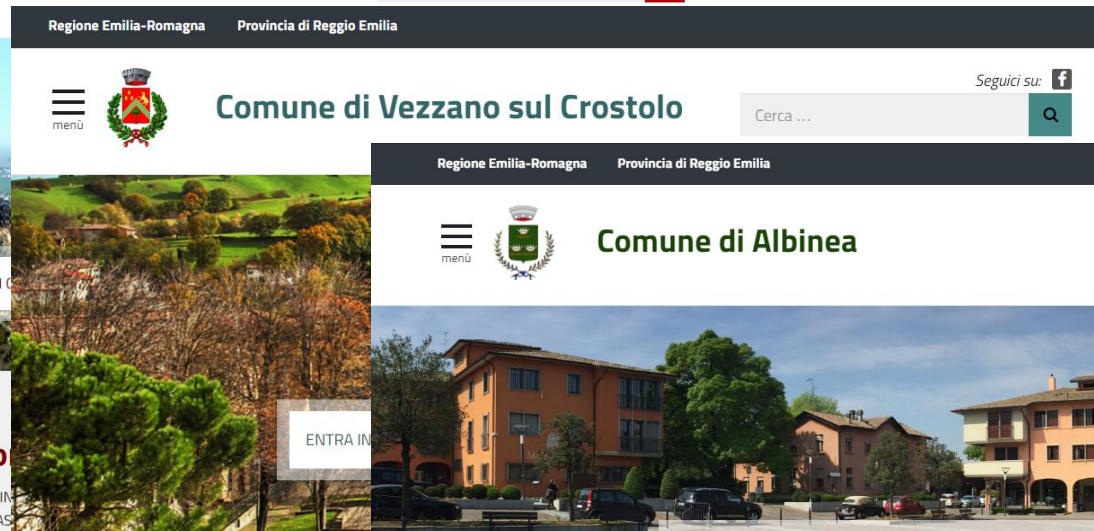 Regione Emilia-Romagna Provincia di Reggio Emilia
Seguici su:
menù
Comune di Vezzano sul Crostolo
Cerca ...
Regione Emilia-Romagna Provincia di Reggio Emilia
menù
Comune di Albinea
ENTRA IN